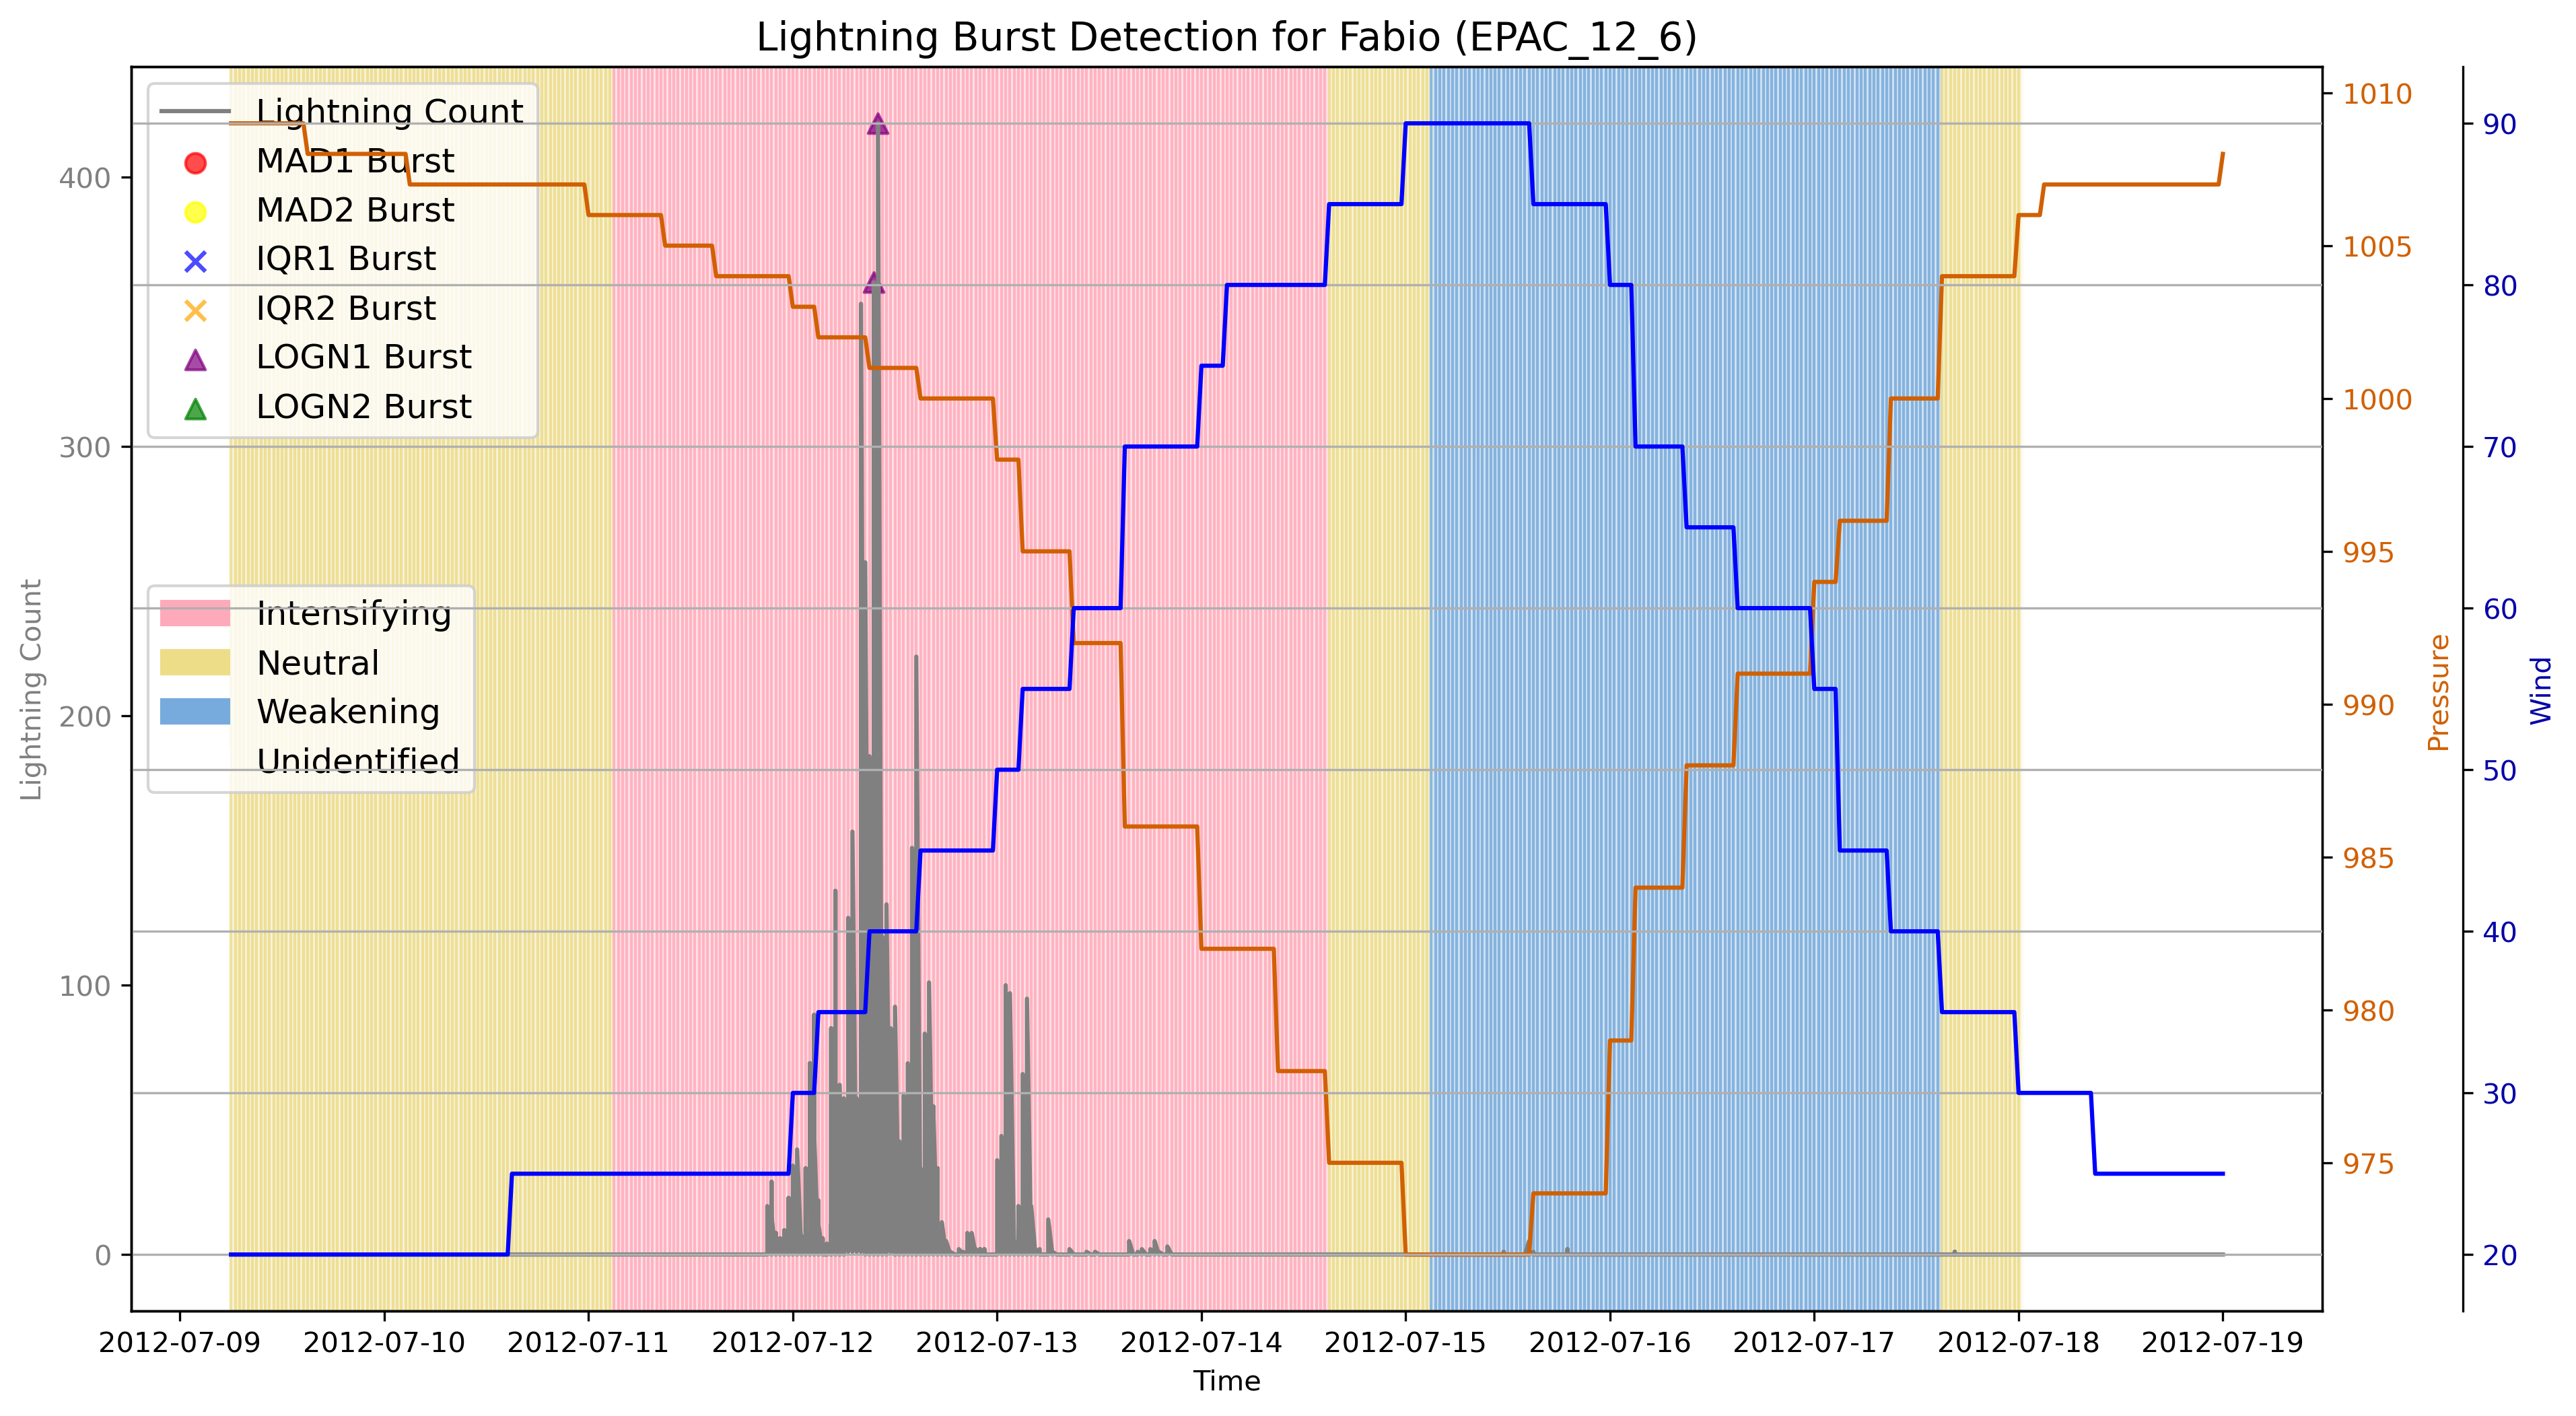 Lightning Burst Detection for Fabio (EPAC_12_6)
Lightning Count
MAD1 Burst
MAD2 Burst
IQR1 Burst
IQR2 Burst
LOGN1 Burst
LOGN2 Burst
Intensifying
Neutral
Weakening
Unidentified
Lightning Count
400
300
200
100
0
1010
1005
1000
995
990
985
980
975
Pressure
90
80
70
60
50
40
30
20
Wind
2012-07-09 2012-07-10 2012-07-11 2012-07-12 2012-07-13 2012-07-14 2012-07-15 2012-07-16 2012-07-17 2012-07-18 2012-07-19
Time